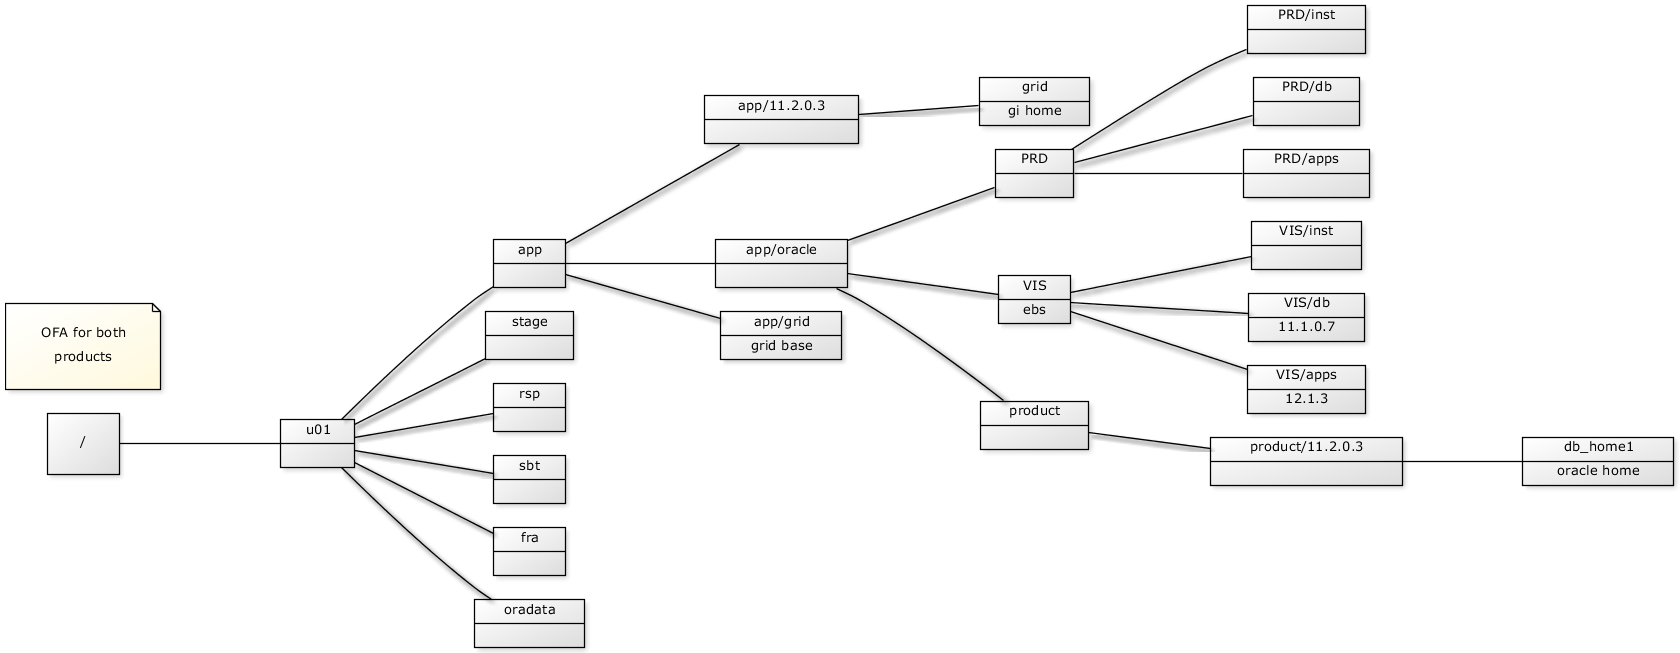 PRD/inst
PRD/db
grid
gi home
app/11.2.0.3
PRD
PRD/apps
VIS/inst
app
app/oracle
VIS
ebs
VIS/db
11.1.0.7
stage
app/grid
grid base
OFA for both
products
VIS/apps
12.1.3
rsp
product
u01
/
product/11.2.0.3
db_home1
oracle home
sbt
fra
oradata